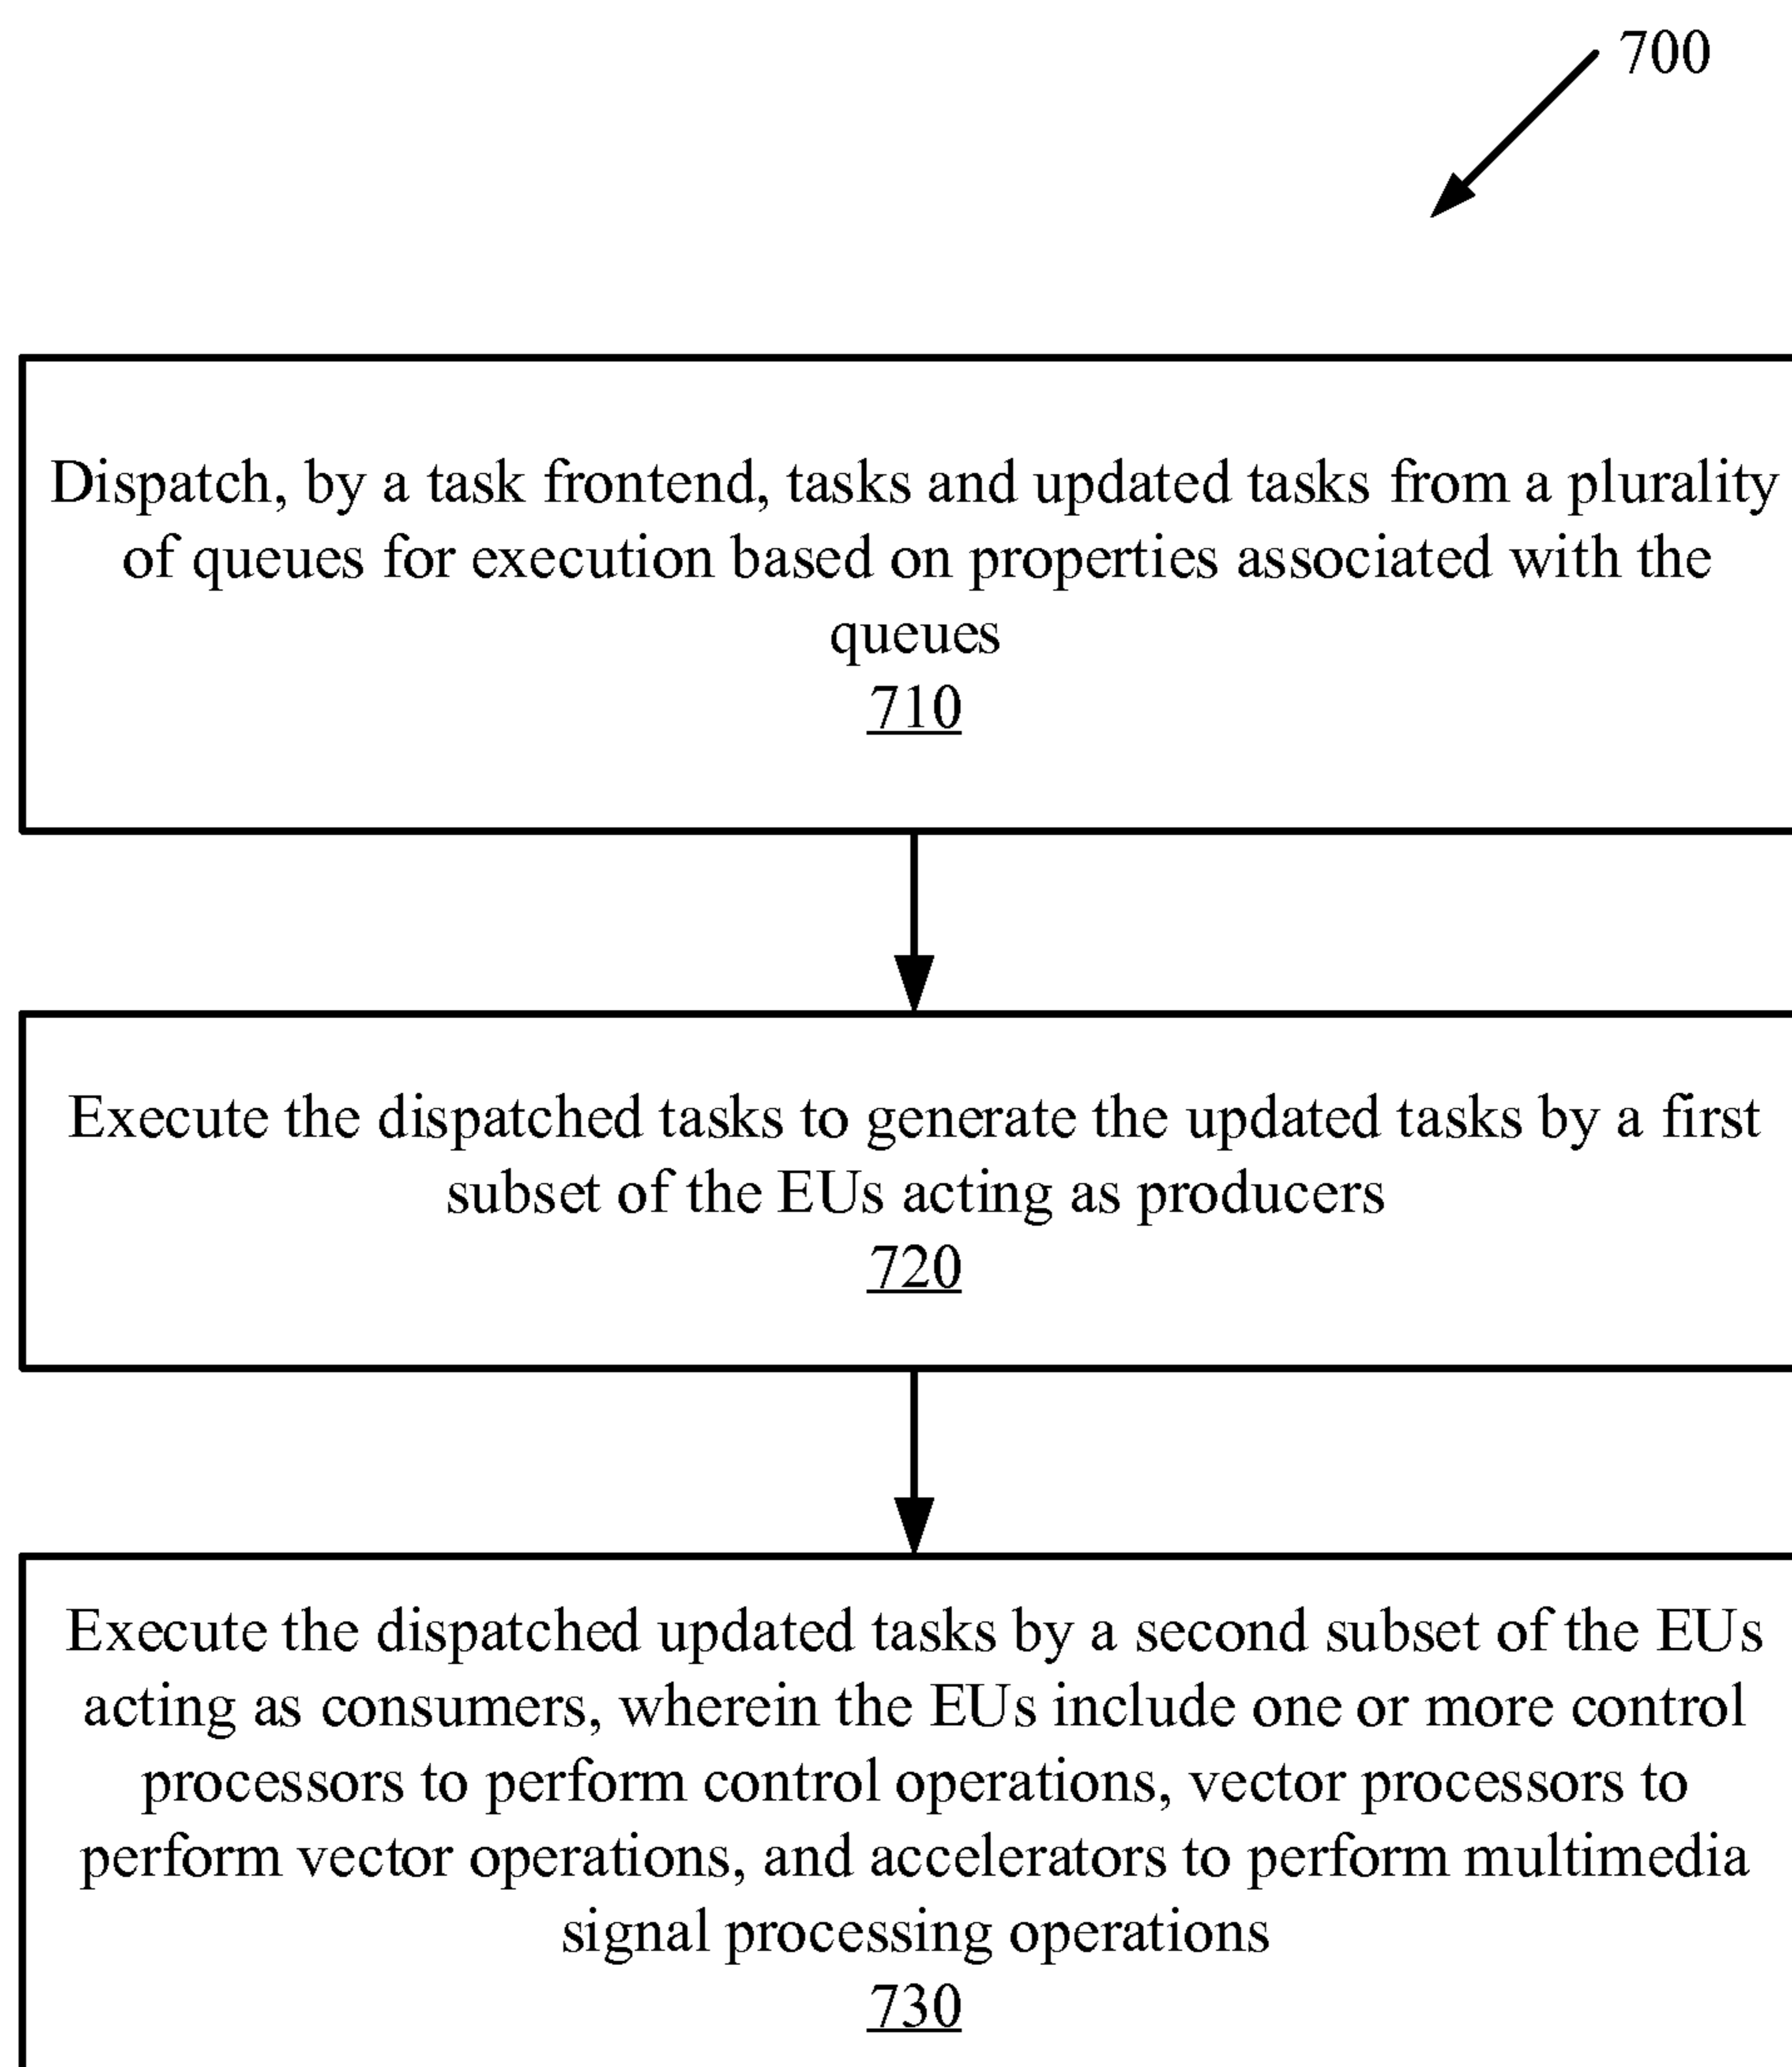 700
Dispatch, by a task frontend, tasks and updated tasks from a plurality
of queues for execution based on properties associated with the
queues
710
Execute the dispatched tasks to generate the updated tasks by a first
subset of the EUs acting as producers
720
Execute the dispatched updated tasks by a second subset of the EUs
acting as consumers, wherein the EUs include one or more control
processors to perform control operations, vector processors to
perform vector operations, and accelerators to perform multimedia
signal processing operations
730